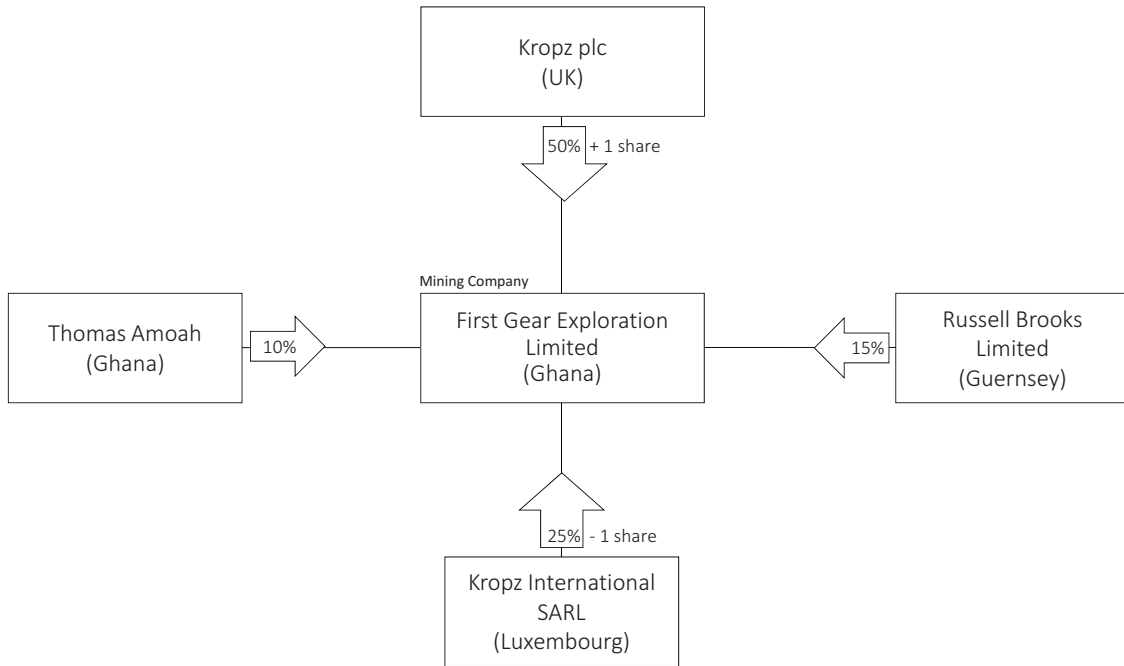 Kropz plc
(UK)
50% + 1 share
Mining Company
Thomas Amoah
(Ghana)
10%
First Gear Exploration
Limited
(Ghana)
15%
Russell Brooks
Limited
(Guernsey)
25% - 1 share
Kropz International
SARL
(Luxembourg)